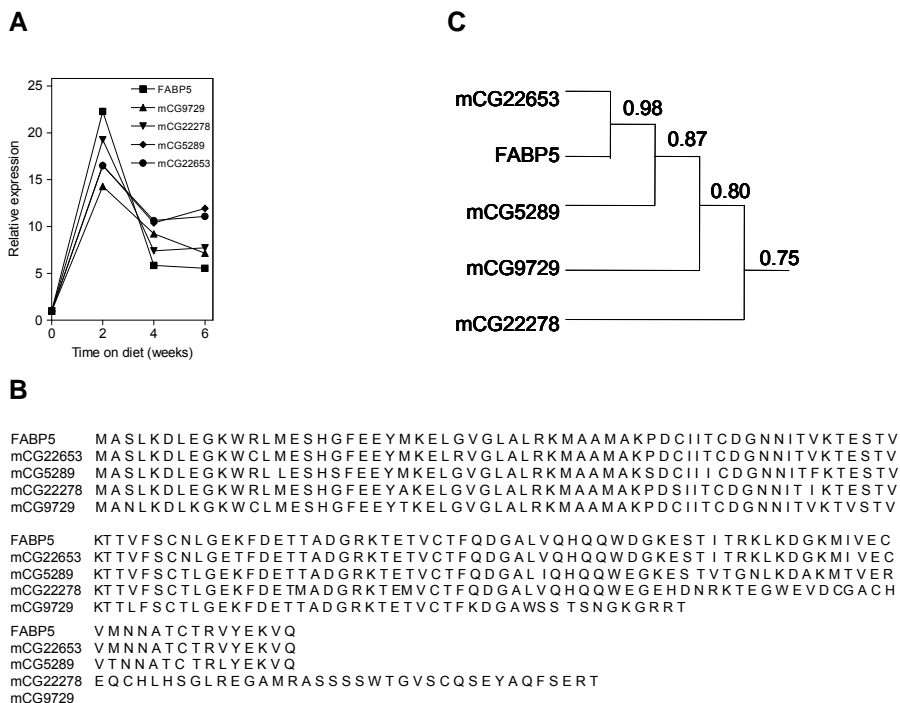 A
C
25
20
15
10
5
0
Relative expression
FABP5
mCG9729
mCG22278
mCG5289
mCG22653
0 2 4 6
Time on diet (weeks)
mCG22653
FABP5
mCG5289
mCG9729
mCG22278
0.98
0.87
0.80
0.75
B
FABP5 MASLKDLEGKWRLMESHGFEEYMKELGVGLALRKMAAMAKPDCIITCDGNNITVKTESTV
mCG22653 MASLKDLEGKWCLMESHGFEEYMKELRVGLALRKMAAMAKPDCIITCDGNNITVKTESTV
mCG5289 MASLKDLEGKWRLLESHGFEEYMKELGVGLALRKMAAMAKSDCIIICDGNNITFKTESTV
mCG22278 MASLKDLEGKWCLMESHGFEEYAKELGVGLALRKMAAMAKPDSIITCDGNNITIKTESTV
mCG9729 MANLKDLKGKWCLMESHGFEEYTKELGVGLALRKMAAMAKPDCIITCDGNNITVKTVSTV
FABP5 KTTVFSCNLGEKFDETTADGRKTETVCTFQDGALVQHQQWDGKESTITRKLKDGKMIVEC
mCG22653 KTTVFSCNLGETFDETTADGRKTETVCTFQDGALVQHQQWDGKESTITRKLKDGKMIVEC
mCG5289 KTTVFSCTLGEKFDETTADGRKTETVCTFQDGALIQHQQWEGKESTVTGNLKDAKMTVER
mCG22278 KTTVFSCTLGEKFDETMADGRKTEMVCTFQDGALVQHQQWEGEHDNRKTEGWEVDCGACH
mCG9729 KTTLFSCTLGEKFDETTADGRKTETVCTFKDGAWSSTSNGKGRRT
FABP5 VMNNATCTRVYEKVQ
mCG22653 VMNNATCTRVYEKVQ
mCG5289 VTNNATCTRLYEKVQ
mCG22278 EQCHLHSGLREGAMRASSSSWTGVSCQSEYAQFSERT
mCG9729